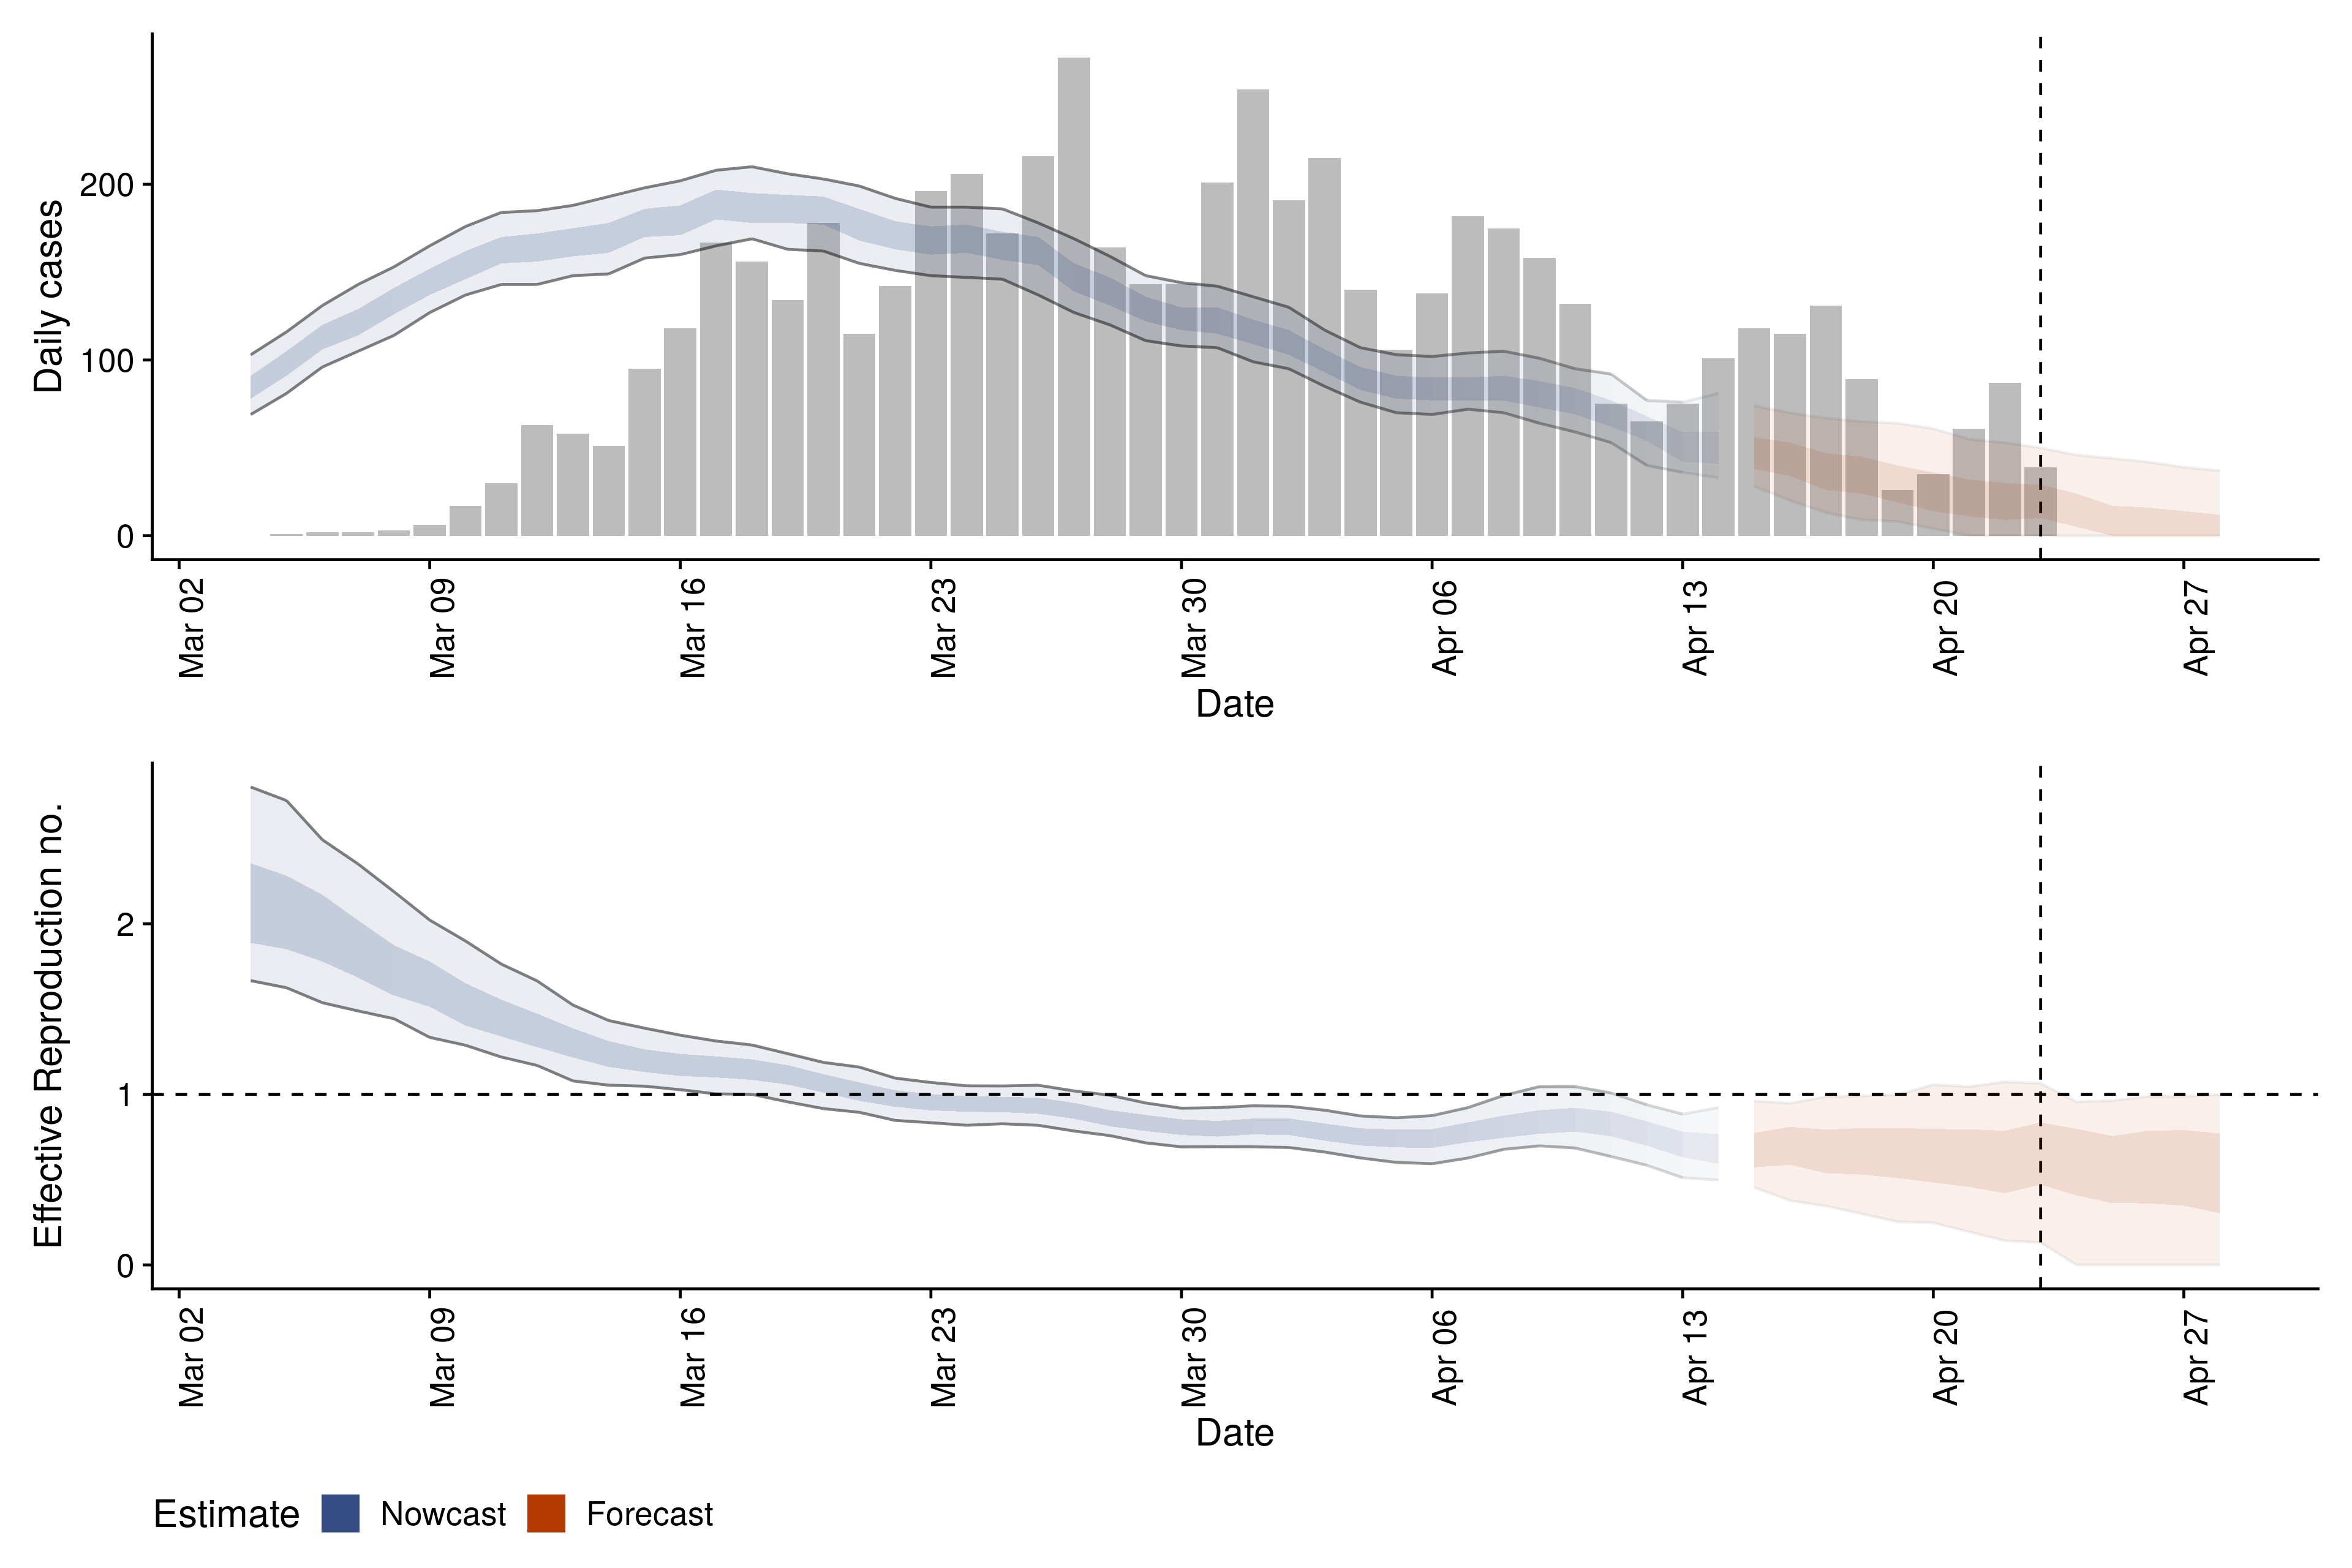 Daily cases
200
100
0
Mar 02
Mar 09
Mar 16
Mar 23
Mar 30
Apr 06
Apr 13
Apr 20
Apr 27
Date
Effective Reproduction no.
2
1
0
Mar 02
Mar 09
Mar 16
Mar 23
Mar 30
Apr 06
Apr 13
Apr 20
Apr 27
Date
Estimate Nowcast Forecast